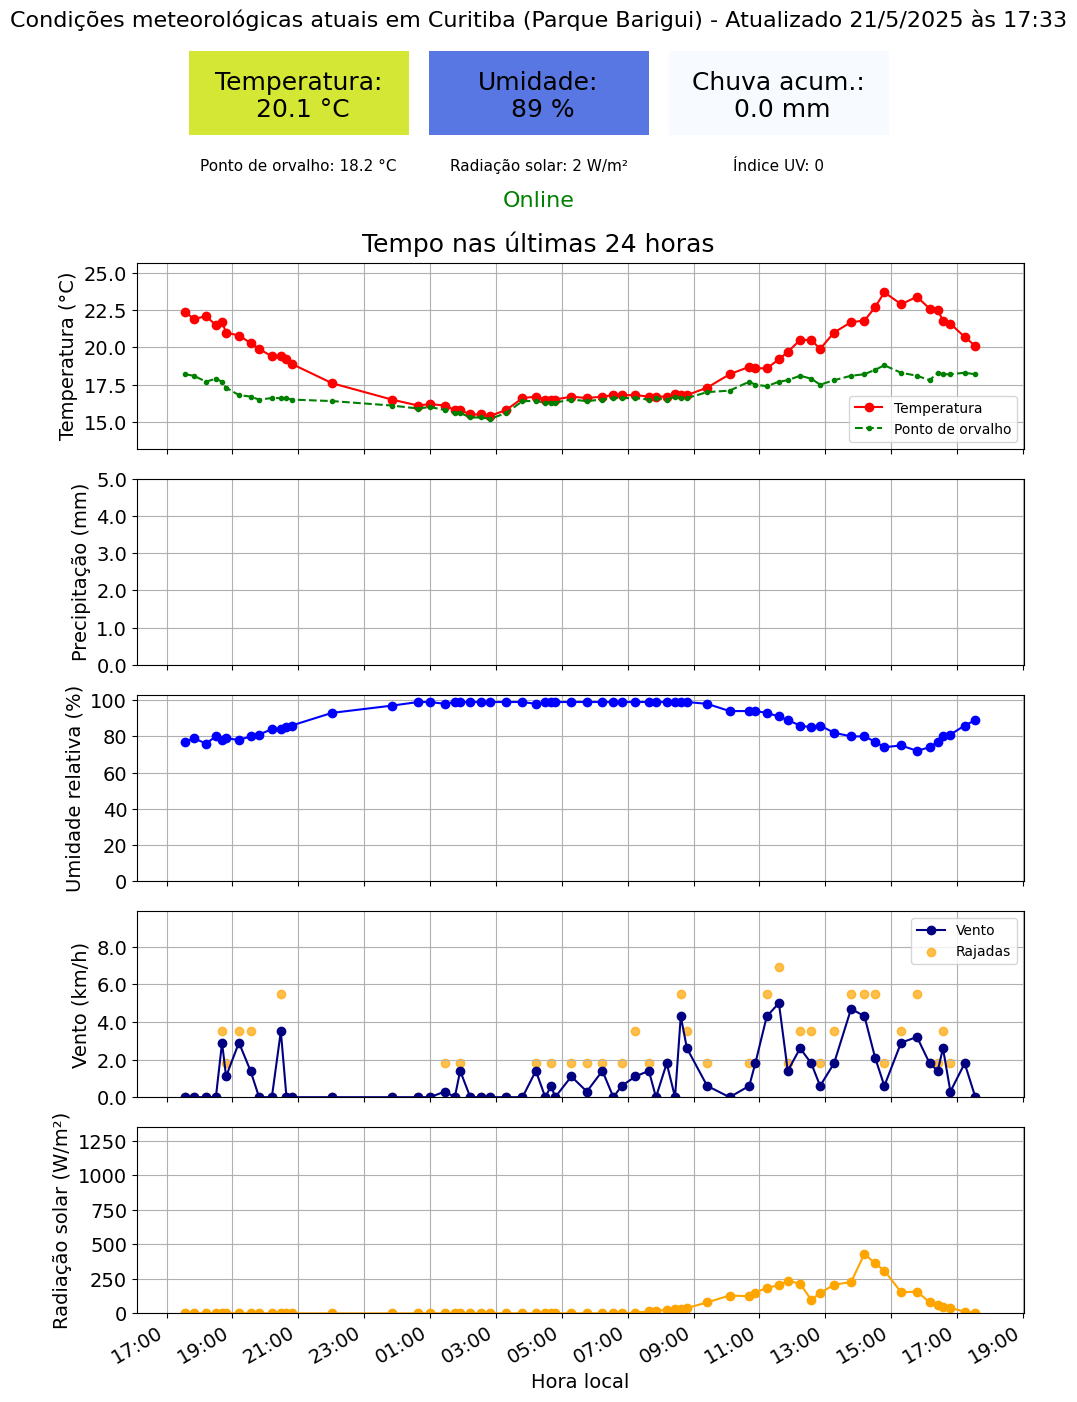 Condições meteorológicas atuais em Curitiba (Parque Barigui) - Atualizado 21/5/2025 às 17:33
Temperatura:
20.1 °C
Umidade:
89 %
Chuva acum.:
0.0 mm
Ponto de orvalho: 18.2 °C
Radiação solar: 2 W/m²
Índice UV: 0
Online
Tempo nas últimas 24 horas
Temperatura (°C)
25.0
22.5
20.0
17.5
15.0
Temperatura
Ponto de orvalho
Precipitação (mm)
5.0
4.0
3.0
2.0
1.0
0.0
Umidade relativa (%)
100
80
60
40
20
0
Vento (km/h)
8.0
6.0
4.0
2.0
0.0
Vento
Rajadas
Radiação solar (W/m²)
1250
1000
750
500
250
0
17:00
19:00
21:00
23:00
01:00
03:00
05:00
07:00
09:00
11:00
13:00
15:00
17:00
19:00
Hora local